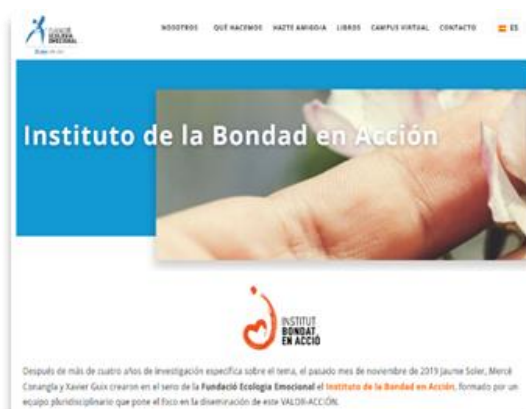 FUNDACIÓ
ECOLOGIA
EMOCIONAL
NOSOTROS QUÉ HACEMOS HAZTE AMIGO/A LIBROS CAMPUS VIRTUAL CONTACTO ES
Instituto de la Bondad en Acción
INSTITUT
BONDAT
EN ACCIÓ
Después de más de cuatro años de investigación específica sobre el tema, el pasado mes de noviembre de 2019 Jaume Soler, Mercè
Conangla y Xavier Guix crearon en el seno de la Fundació Ecología Emocional el Instituto de la Bondad en Acción, formado por un
equipo pluridisciplinario que pone el foco en la diseminación de este VALOR-ACCIÓN.